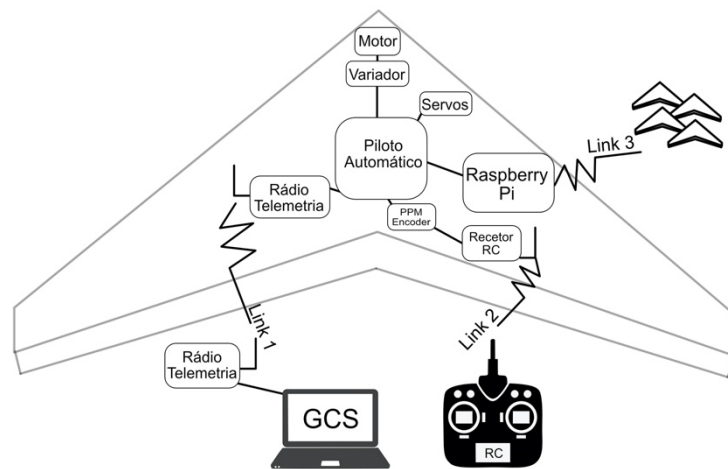 Motor
Variador
Servos
Piloto
Automático
Link 3
Raspberry
Pi
Rádio
Telemetria
PPM
Encoder
Recetor
RC
Link 1
Link 2
Rádio
Telemetria
GCS
RC